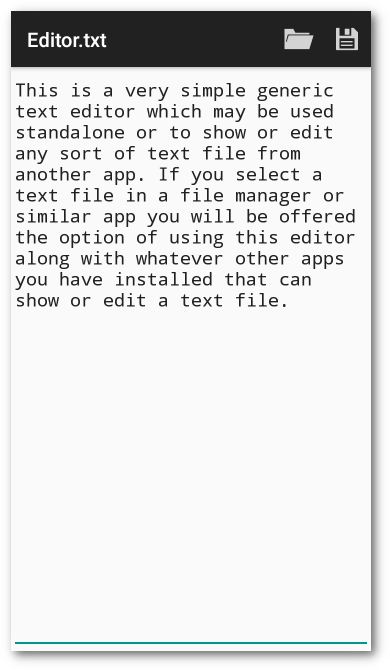 Editor.txt
This is a very simple generic
text editor which may be used
standalone or to show or edit
any sort of text file from
another app. If you select a
text file in a file manager or
similar app you will be offered
the option of using this editor
along with whatever other apps
you have installed that can
show or edit a text file.